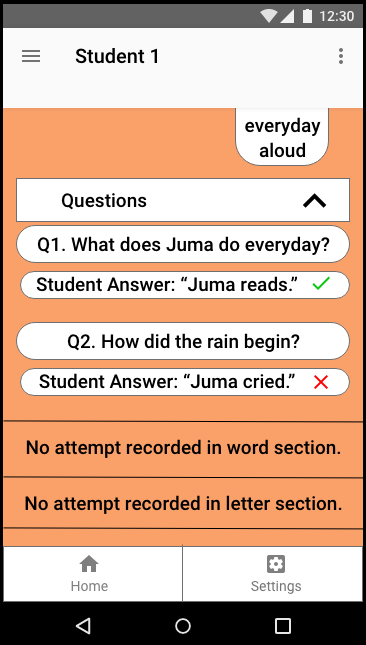 12:30
Student 1
everyday
aloud
Questions
Q1. What does Juma do everyday?
Student Answer: “Juma reads.”
Q2. How did the rain begin?
Student Answer: “Juma cried.”
No attempt recorded in word section.
No attempt recorded in letter section.
Home
Settings